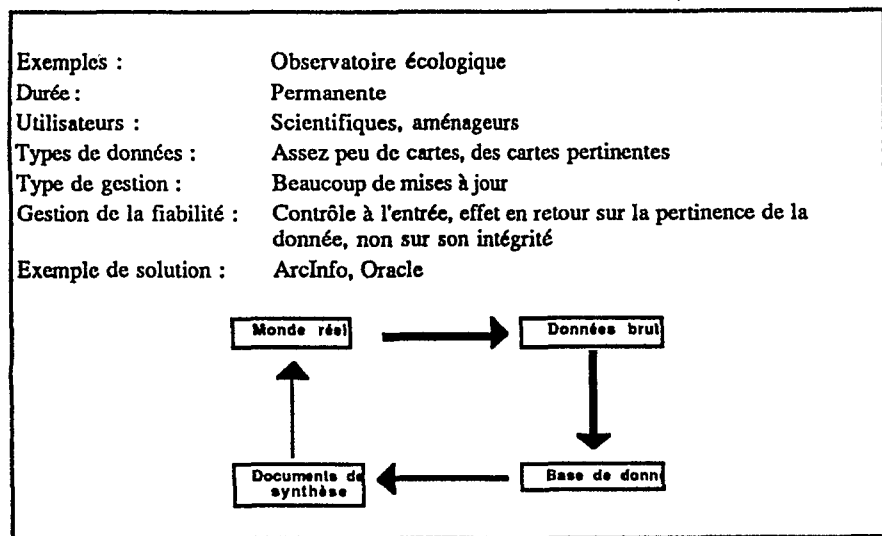 Exemples : Observatoire écologique
Durée : Permanente
Utilisateurs : Scientifiques, aménageurs
Types de données : Assez peu de cartes, des cartes pertinentes
Type de gestion : Beaucoup de mises à jour
Gestion de la fiabilité : Contrôle à l'entrée, effet en retour sur la pertinence de la
donnée, non sur son intégrité
Exemple de solution : ArcInfo, Oracle
Monde réel
Données brut
Documents de
synthèse
Base de donn